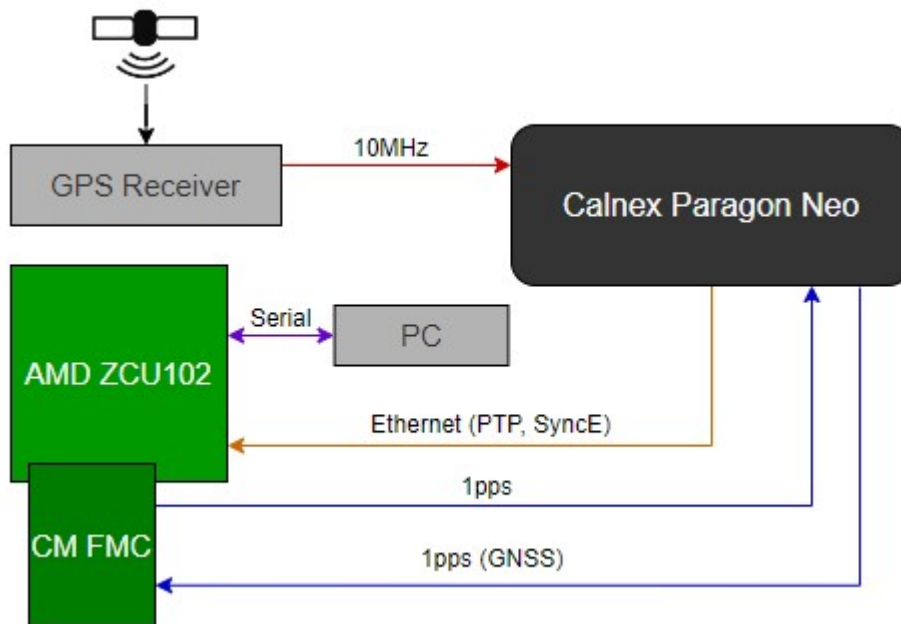 10MHz
GPS Receiver
Calnex Paragon Neo
Serial
PC
AMD ZCU102
Ethernet (PTP, SyncE)
1pps
CM FMC
1pps (GNSS)